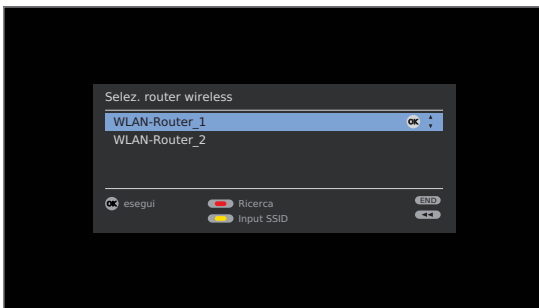 Selez. router wireless
WLAN-Router_1 OK
WLAN-Router_2
OK esegui Ricerca END
Input SSID